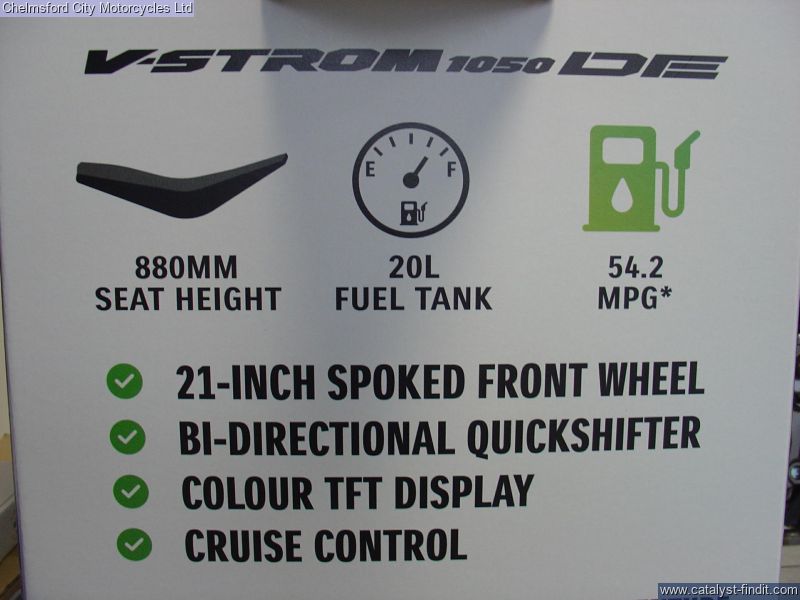 Chelmsford City Motorcycles Ltd
V-STROM 1050 DE
E F
880MM
SEAT HEIGHT
20L
FUEL TANK
54.2
MPG*
21-INCH SPOKED FRONT WHEEL
BI-DIRECTIONAL QUICKSHIFTER
COLOUR TFT DISPLAY
CRUISE CONTROL
www.catalyst-findit.com